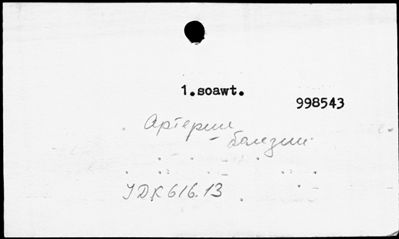 1.soawt.
998543
Артерии
- болезни
УДК 616.13